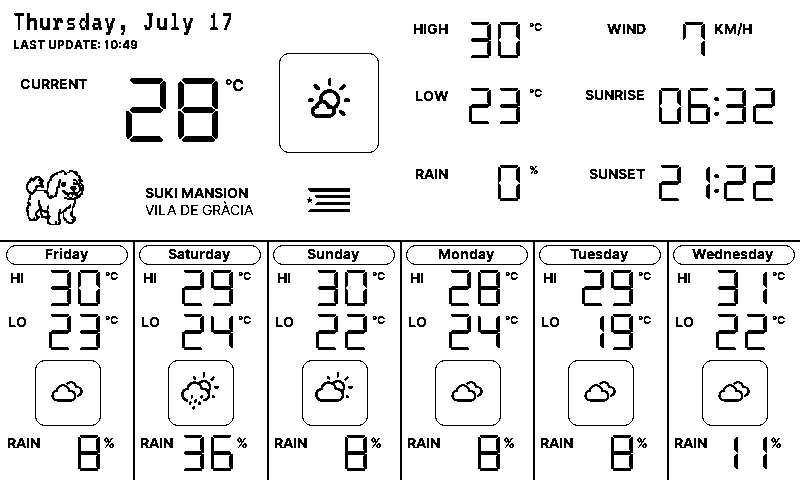 Thursday, July 17
LAST UPDATE: 10:49
CURRENT 28 °C
HIGH 30 °C
WIND 7 KM/H
LOW 23 °C
SUNRISE 06:32
RAIN 0 %
SUNSET 21:22
SUKI MANSION
VILA DE GRÀCIA
Friday
HI 30 °C
LO 23 °C
RAIN 8 %
Saturday
HI 29 °C
LO 24 °C
RAIN 36 %
Sunday
HI 30 °C
LO 22 °C
RAIN 8 %
Monday
HI 28 °C
LO 24 °C
RAIN 8 %
Tuesday
HI 29 °C
LO 19 °C
RAIN 8 %
Wednesday
HI 31 °C
LO 22 °C
RAIN 11 %